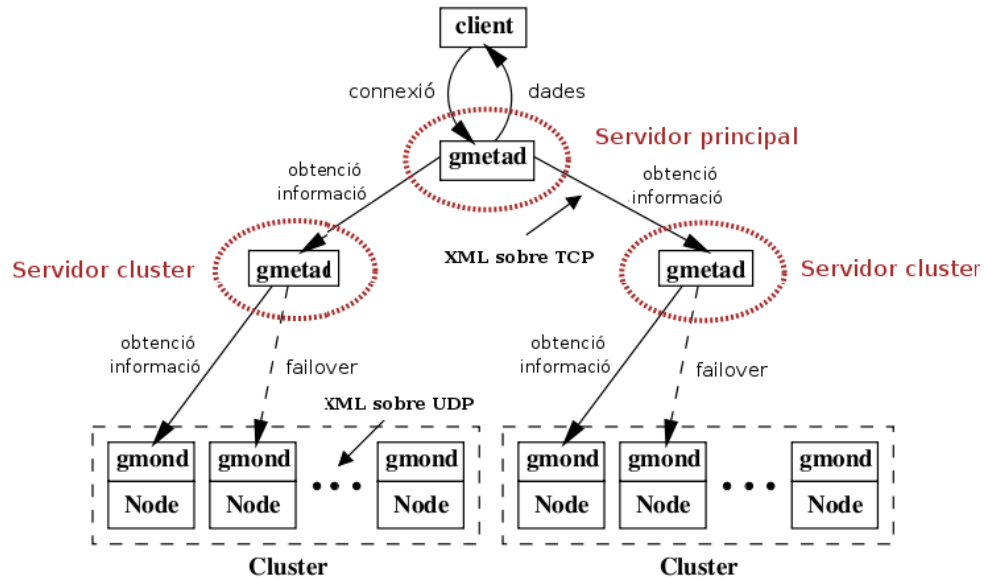 client
connexió
dades
Servidor principal
gmetad
obtenció
informació
obtenció
informació
XML sobre TCP
Servidor cluster
gmetad
gmetad
Servidor cluster
obtenció
informació
failover
obtenció
informació
failover
XML sobre UDP
gmond
gmond
gmond
Node
Node
Node
gmond
gmond
gmond
Node
Node
Node
Cluster
Cluster